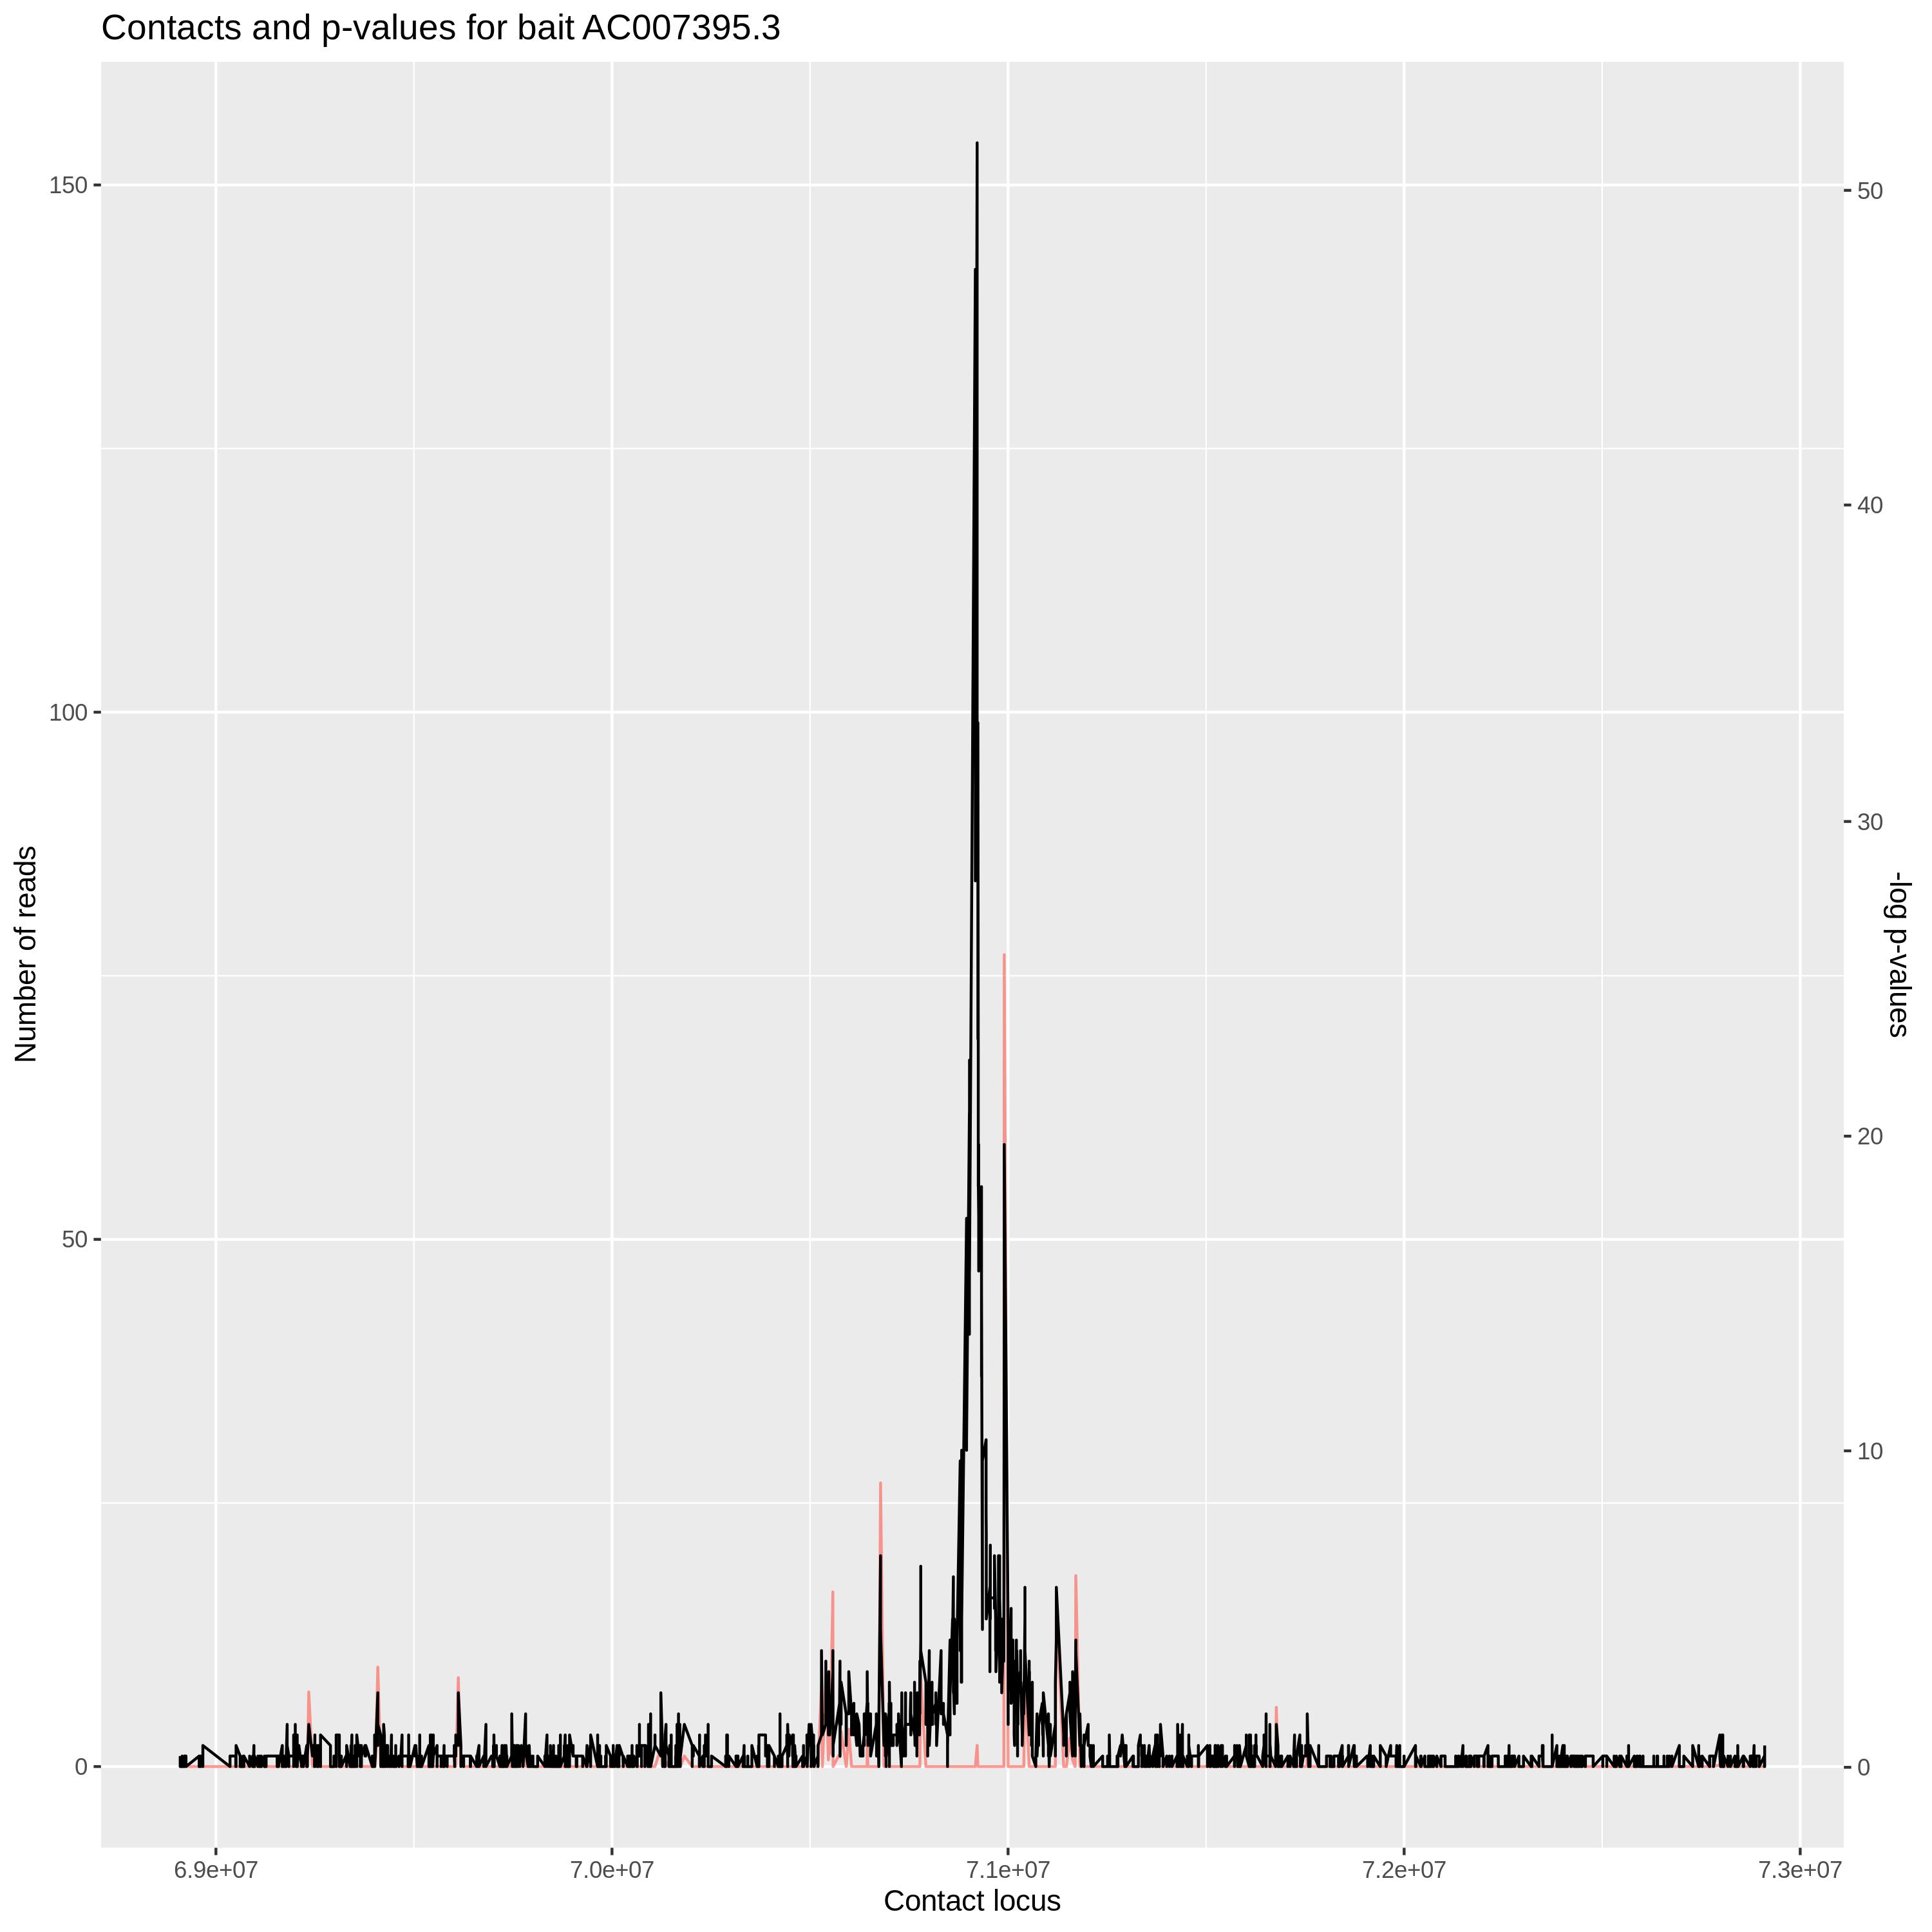 Contacts and p-values for bait AC007395.3
150
100
50
0
50
40
30
20
10
0
Number of reads
-log p-values
6.9e+07 7.0e+07 7.1e+07 7.2e+07 7.3e+07
Contact locus